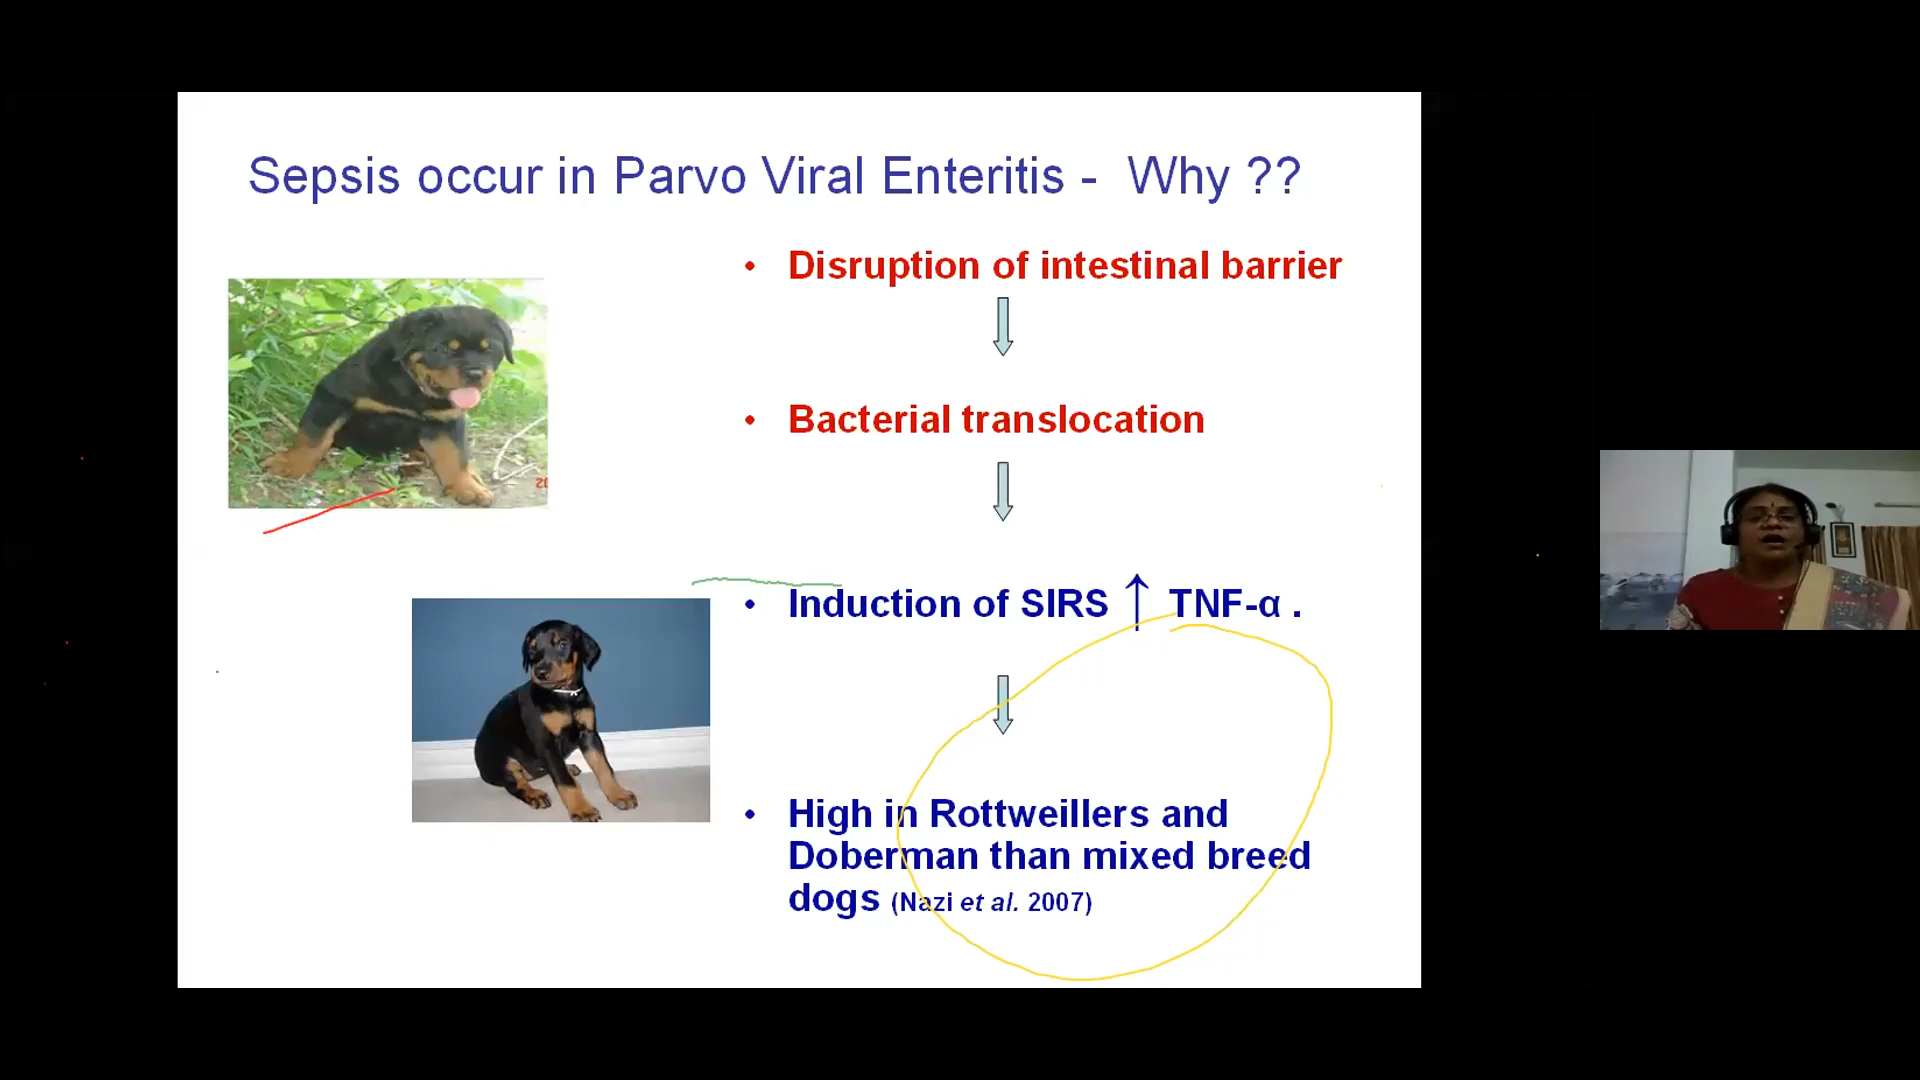 Sepsis occur in Parvo Viral Enteritis - Why ??
• Disruption of intestinal barrier
• Bacterial translocation
• Induction of SIRS ↑ TNF-α .
• High in Rottweillers and
Doberman than mixed breed
dogs (Nazi et al. 2007)
20